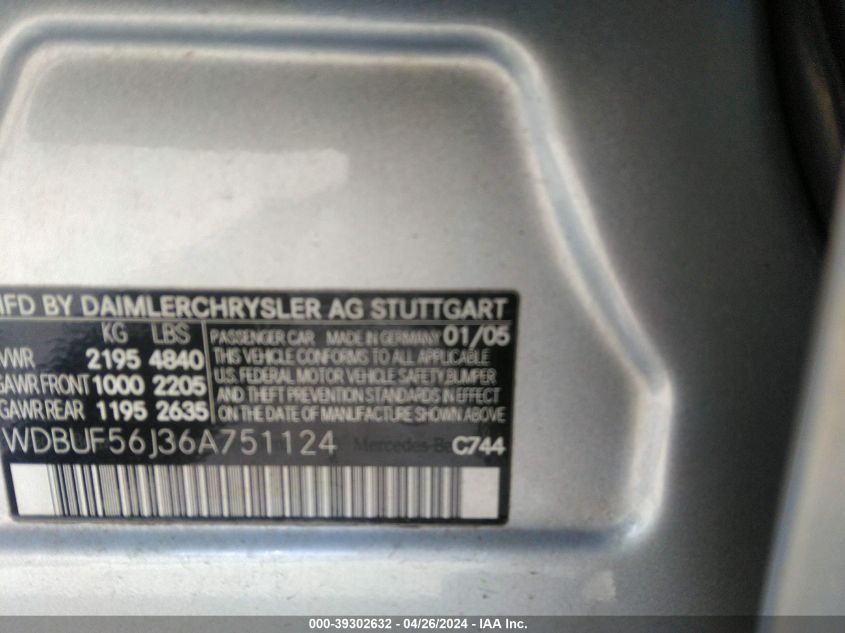 MFD BY DAIMLERCHRYSLER AG STUTTGART
KG LBS
VWR 2195 4840
GAWR FRONT 1000 2205
GAWR REAR 1195 2635
PASSENGER CAR MADE IN GERMANY 01/05
THIS VEHICLE CONFORMS TO ALL APPLICABLE
U.S. FEDERAL MOTOR VEHICLE SAFETY, BUMPER
AND THEFT PREVENTION STANDARDS IN EFFECT
ON THE DATE OF MANUFACTURE SHOWN ABOVE.
WDBUF56J36A751124 Mercedes-Be C744
000-39302632 - 04/26/2024 - IAA Inc.